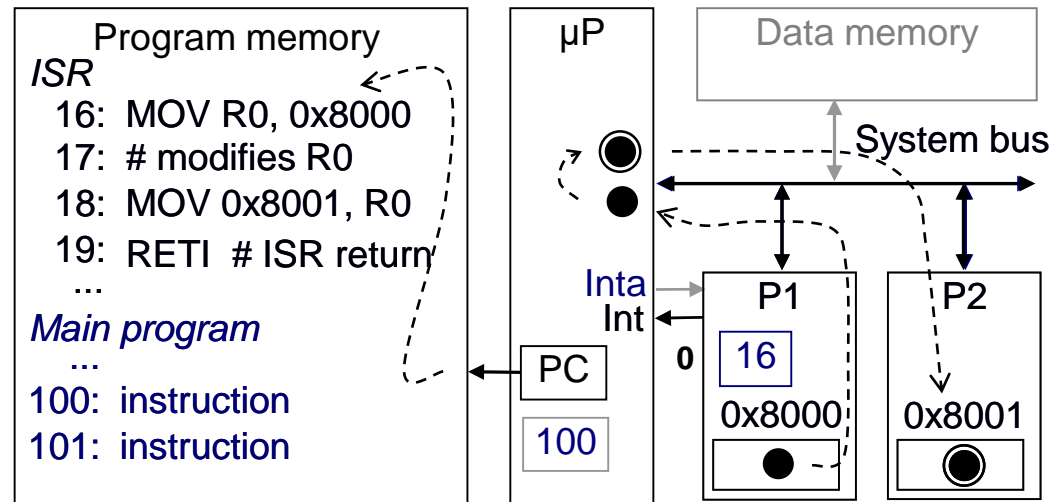 Program memory
ISR
16: MOV R0, 0x8000
17: # modifies R0
18: MOV 0x8001, R0
19: RETI # ISR return
...
Main program
...
100: instruction
101: instruction
µP
Inta
Int
PC
100
Data memory
System bus
P1
0
16
0x8000
P2
0x8001